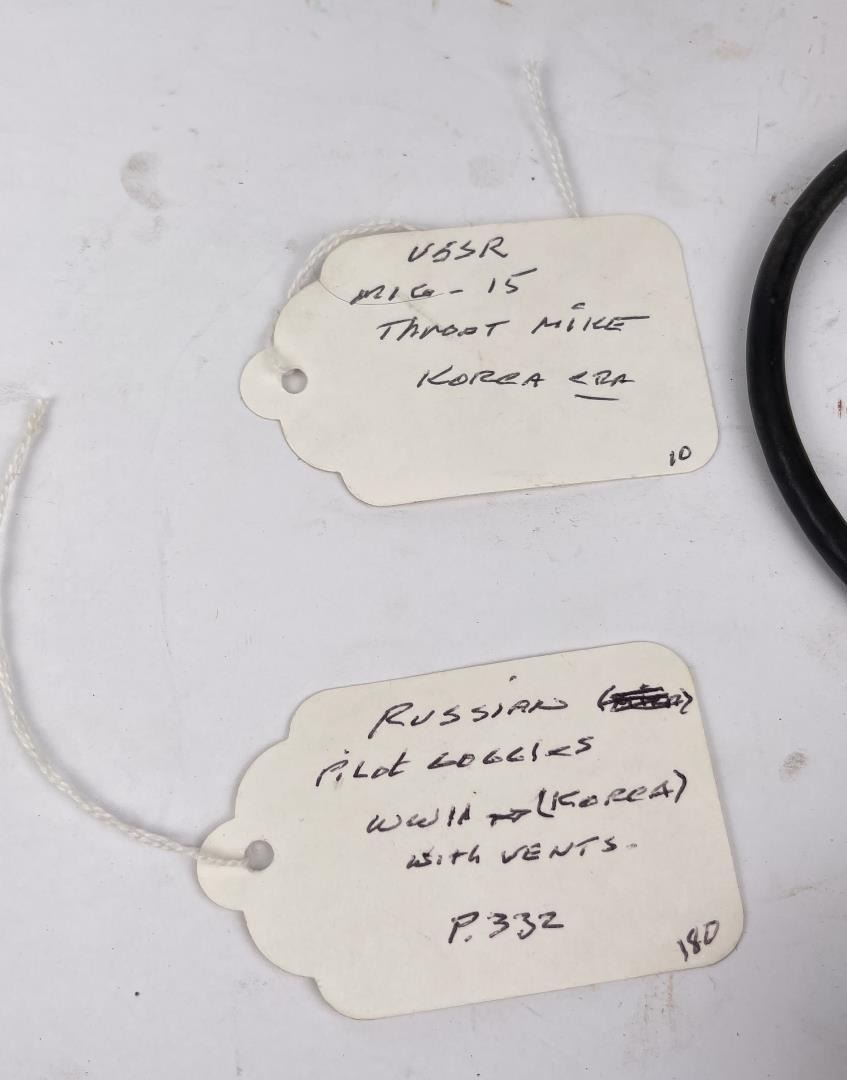 USSR
MIG - 15
Throat MIKE
KOREA ERA
10
RUSSIAN
Pilot GOGGLES
WWII (KOREA)
with VENTS.
P. 332
180